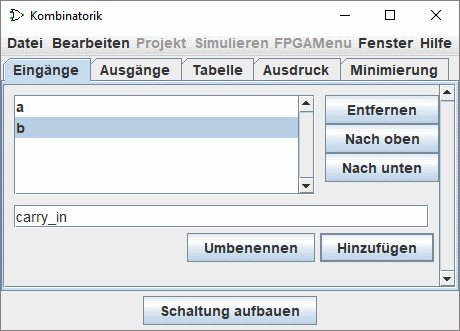 Kombinatorik
Datei Bearbeiten Projekt Simulieren FPGAMenu Fenster Hilfe
Eingänge Ausgänge Tabelle Ausdruck Minimierung
a
b
Entfernen
Nach oben
Nach unten
carry_in
Umbenennen Hinzufügen
Schaltung aufbauen